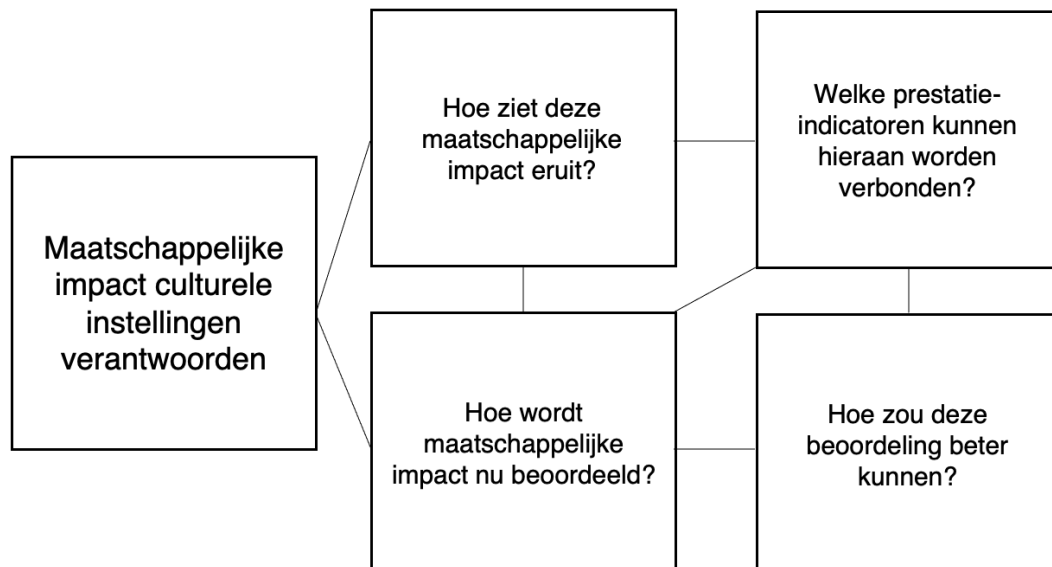 Maatschappelijke
impact culturele
instellingen
verantwoorden
Hoe ziet deze
maatschappelijke
impact eruit?
Welke prestatie-
indicatoren kunnen
hieraan worden
verbonden?
Hoe wordt
maatschappelijke
impact nu beoordeeld?
Hoe zou deze
beoordeling beter
kunnen?